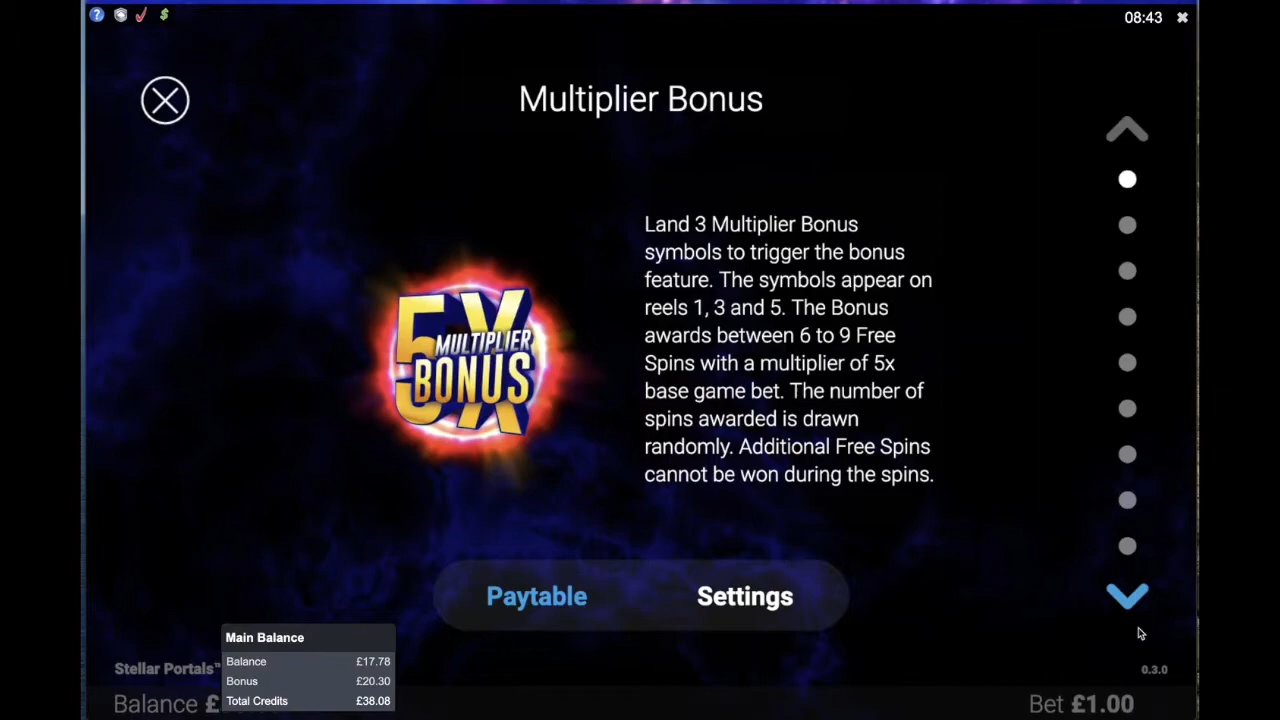 08:43
Multiplier Bonus
Land 3 Multiplier Bonus
symbols to trigger the bonus
feature. The symbols appear on
reels 1, 3 and 5. The Bonus
awards between 6 to 9 Free
Spins with a multiplier of 5x
base game bet. The number of
spins awarded is drawn
randomly. Additional Free Spins
cannot be won during the spins.
5X
MULTIPLIER
BONUS
Paytable Settings
Main Balance
Balance £17.78
Bonus £20.30
Total Credits £38.08
Stellar Portals™
0.3.0
Balance £
Bet £1.00